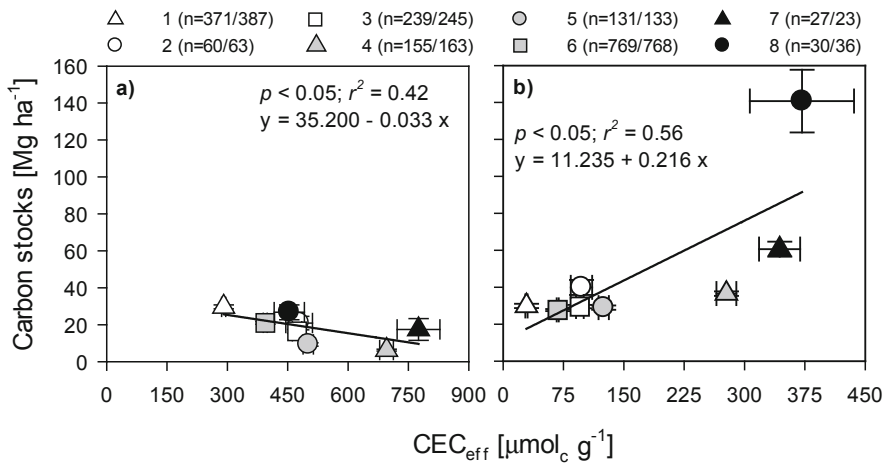 1 (n=371/387) 3 (n=239/245) 5 (n=131/133) 7 (n=27/23)
2 (n=60/63) 4 (n=155/163) 6 (n=769/768) 8 (n=30/36)
Carbon stocks [Mg ha⁻¹]
160
140
120
100
80
60
40
20
0
a)
p < 0.05; r² = 0.42
y = 35.200 - 0.033 x
0 150 300 450 600 750 900
b)
p < 0.05; r² = 0.56
y = 11.235 + 0.216 x
0 75 150 225 300 375 450
CEC_eff [µmol_c g⁻¹]